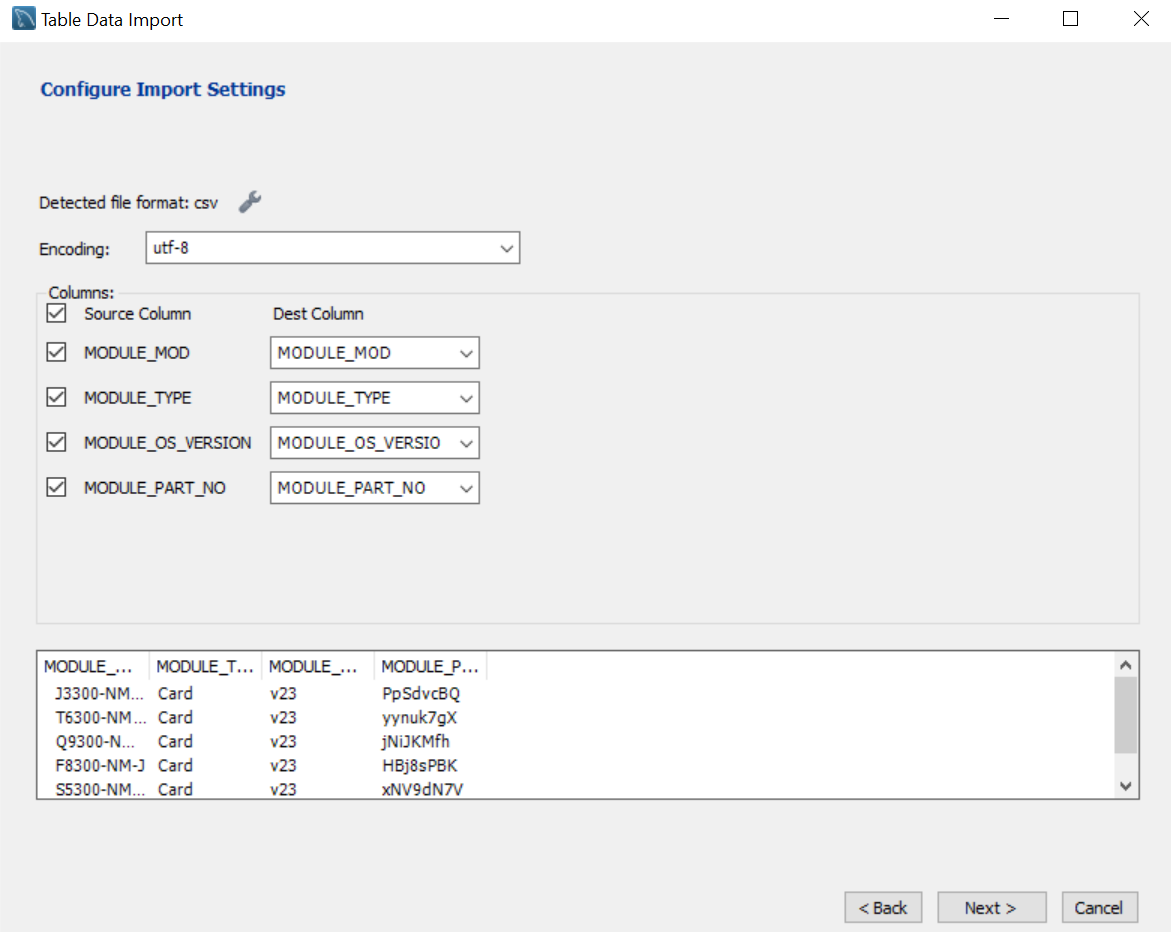 Table Data Import
Configure Import Settings
Detected file format: csv
Encoding: utf-8
Columns:
Source Column Dest Column
MODULE_MOD MODULE_MOD
MODULE_TYPE MODULE_TYPE
MODULE_OS_VERSION MODULE_OS_VERSIO
MODULE_PART_NO MODULE_PART_NO
MODULE_... MODULE_T... MODULE_... MODULE_P...
J3300-NM... Card v23 PpSdvcBQ
T6300-NM... Card v23 yynuk7gX
Q9300-N... Card v23 jNiJKMfh
F8300-NM-J Card v23 HBj8sPBK
S5300-NM... Card v23 xNV9dN7V
< Back Next > Cancel